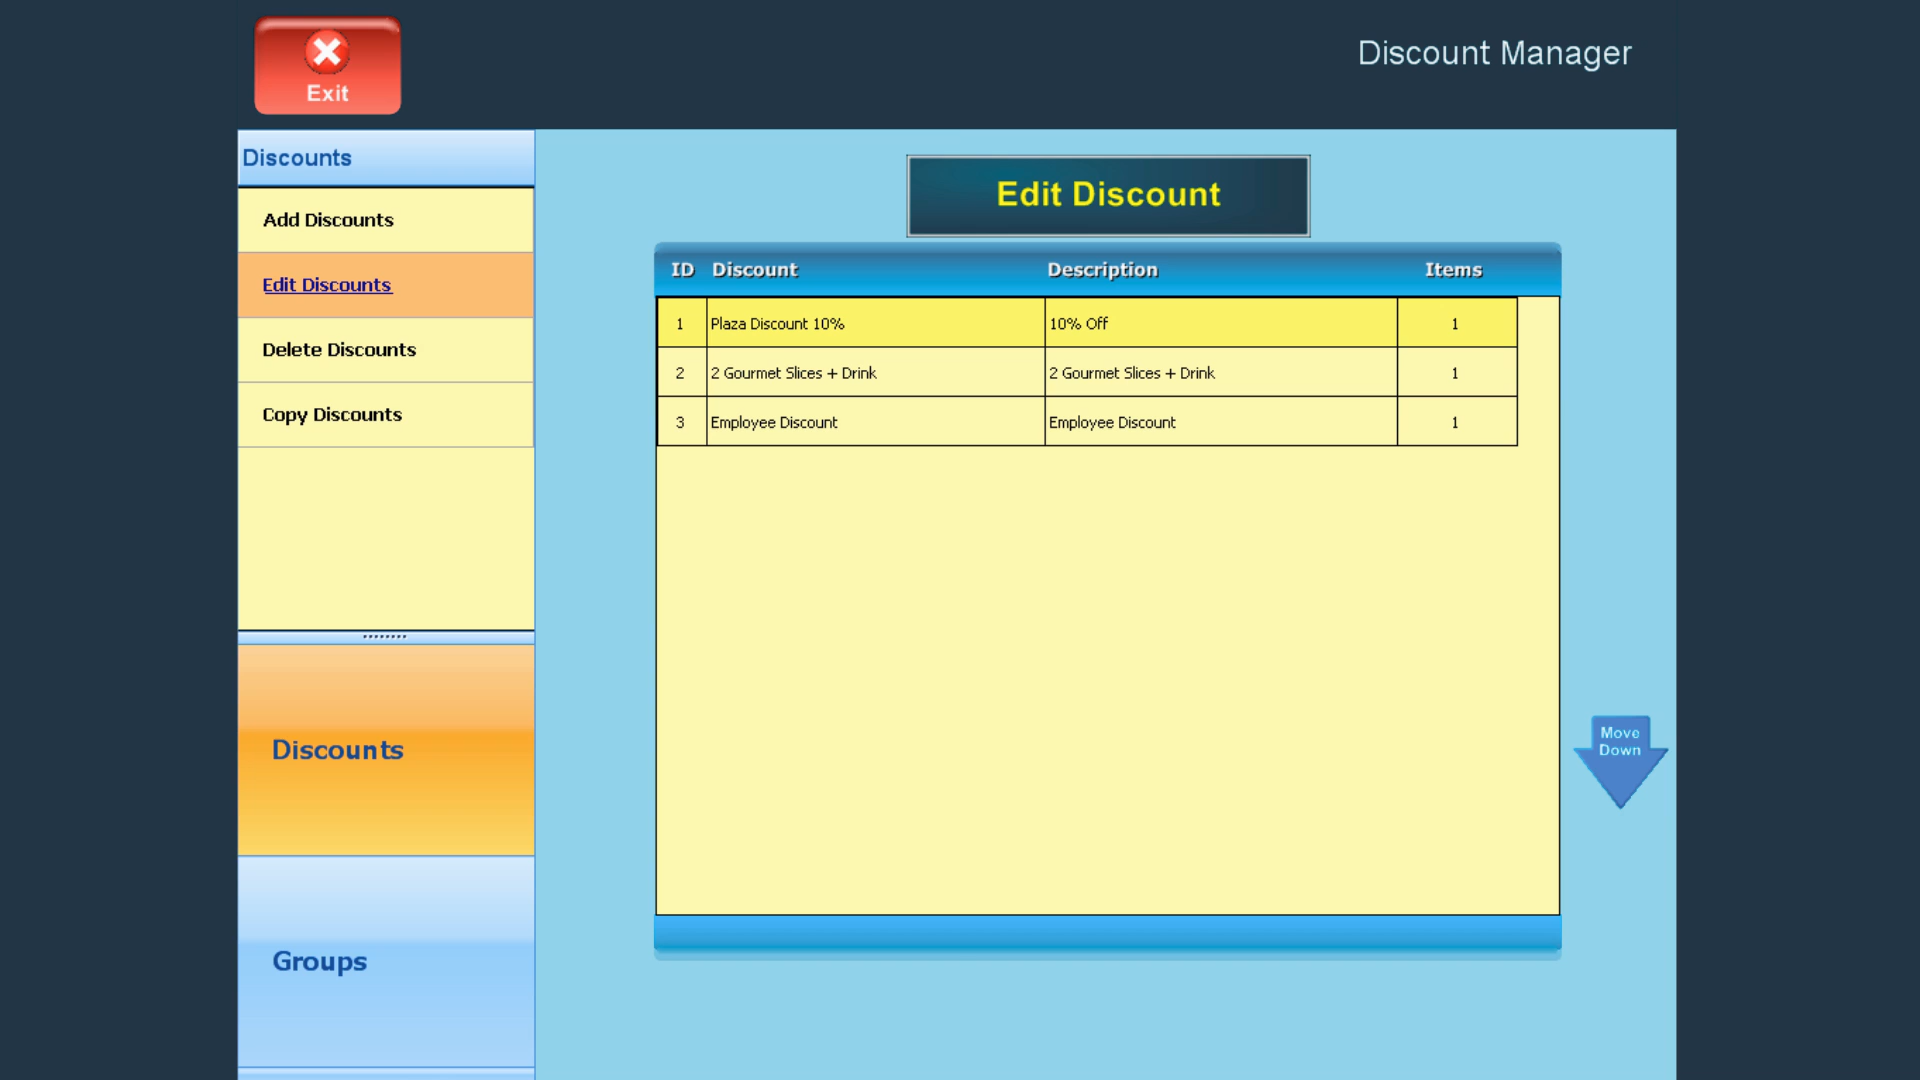 Exit
Discount Manager
Discounts
Add Discounts
Edit Discounts
Delete Discounts
Copy Discounts
Discounts
Groups
Edit Discount
ID Discount Description Items
1 Plaza Discount 10% 10% Off 1
2 2 Gourmet Slices + Drink 2 Gourmet Slices + Drink 1
3 Employee Discount Employee Discount 1
Move
Down